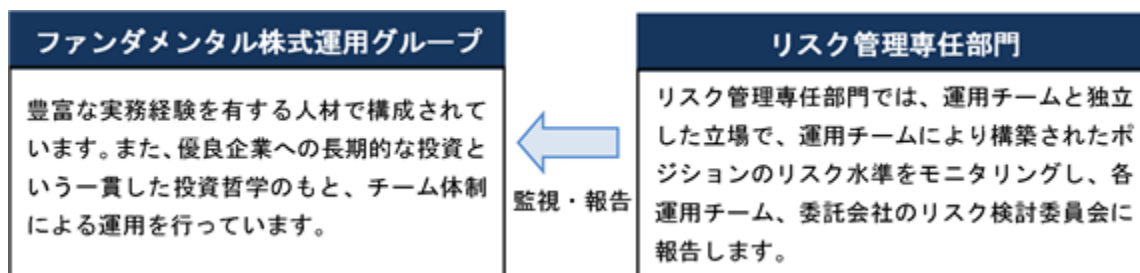 ファンダメンタル株式運用グループ
豊富な実務経験を有する人材で構成されて
います。また、優良企業への長期的な投資と
いう一貫した投資哲学のもと、チーム体制
による運用を行っています。
監視・報告
リスク管理専任部門
リスク管理専任部門では、運用チームと独立
した立場で、運用チームにより構築されたポ
ジションのリスク水準をモニタリングし、各
運用チーム、委託会社のリスク検討委員会に
報告します。